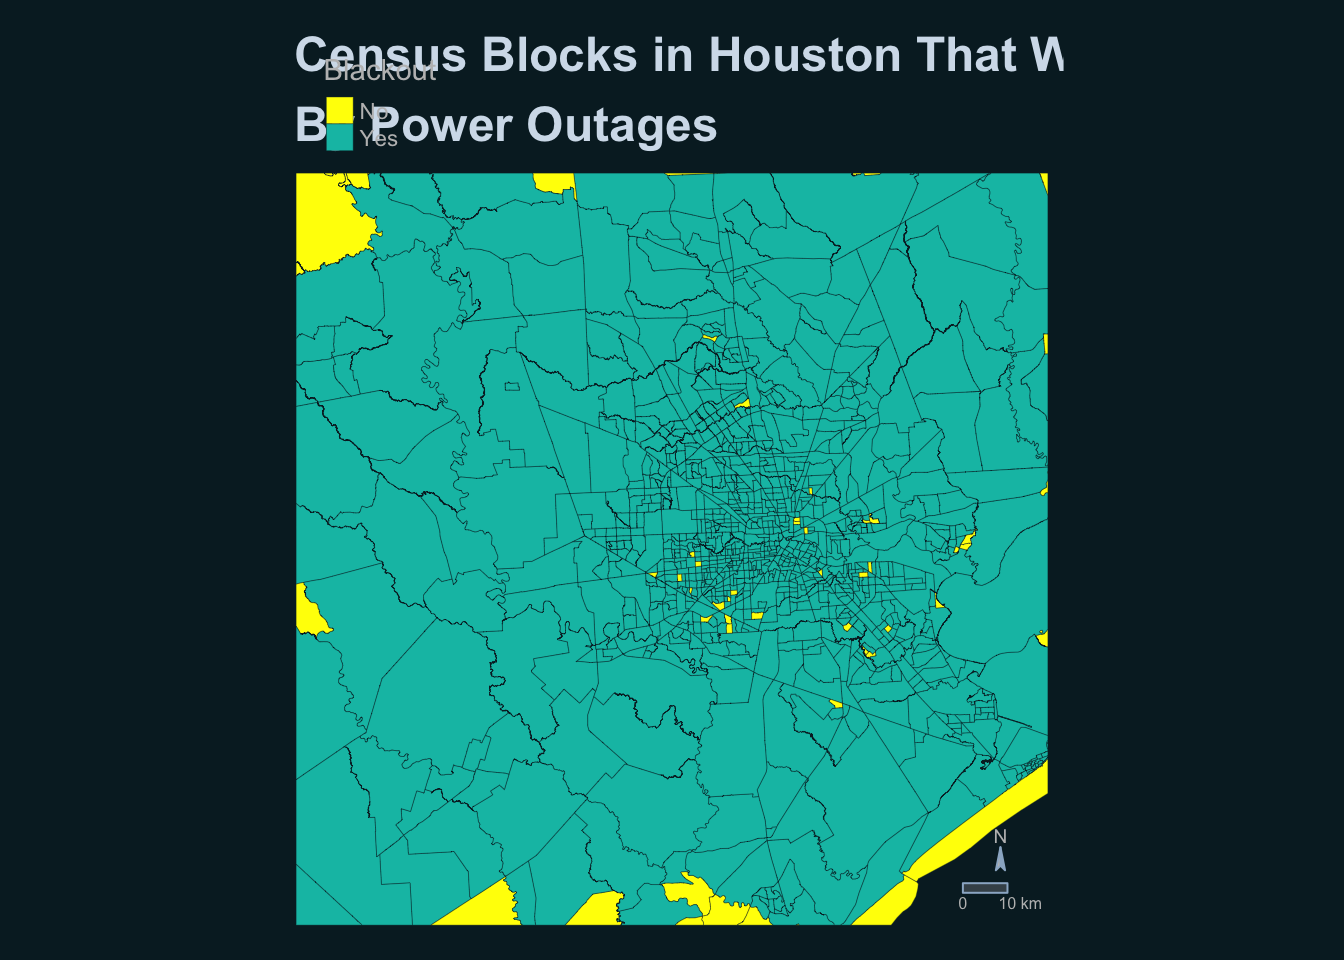 Census Blocks in Houston That W
Power Outages
Blackout
No
Yes
N
0 10 km